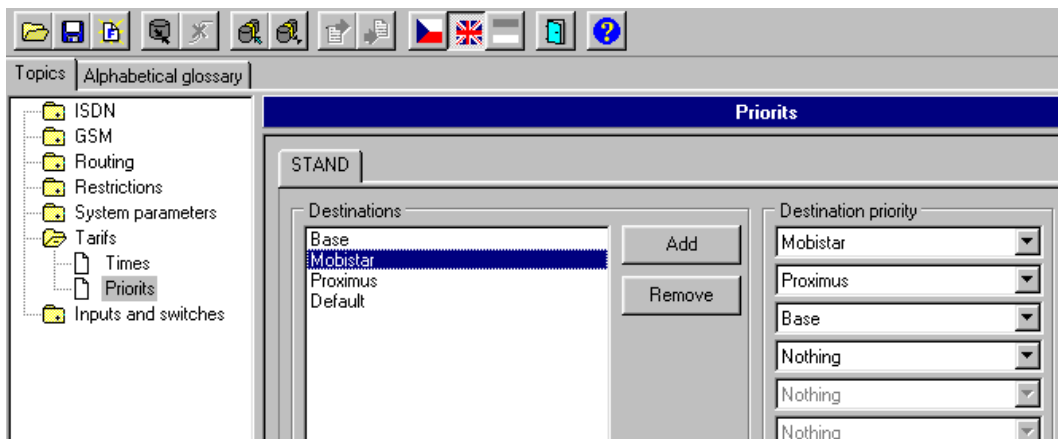 Topics
Alphabetical glossary
ISDN
GSM
Routing
Restrictions
System parameters
Tarifs
Times
Priorits
Inputs and switches
Priorits
STAND
Destinations
Base
Mobistar
Proximus
Default
Add
Remove
Destination priority
Mobistar
Proximus
Base
Nothing
Nothing
Nothing